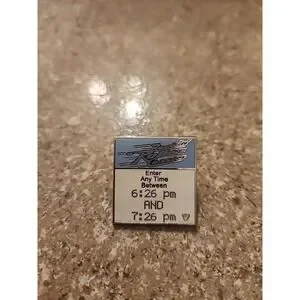 Enter
Any Time
Between
6:26 pm
AND
7:26 pm